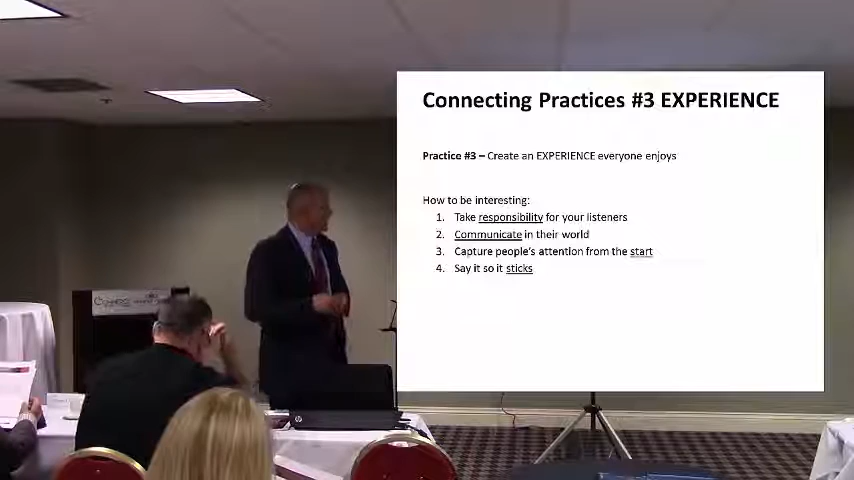 Connecting Practices #3 EXPERIENCE
Practice #3 – Create an EXPERIENCE everyone enjoys
How to be interesting:
1. Take responsibility for your listeners
2. Communicate in their world
3. Capture people's attention from the start
4. Say it so it sticks